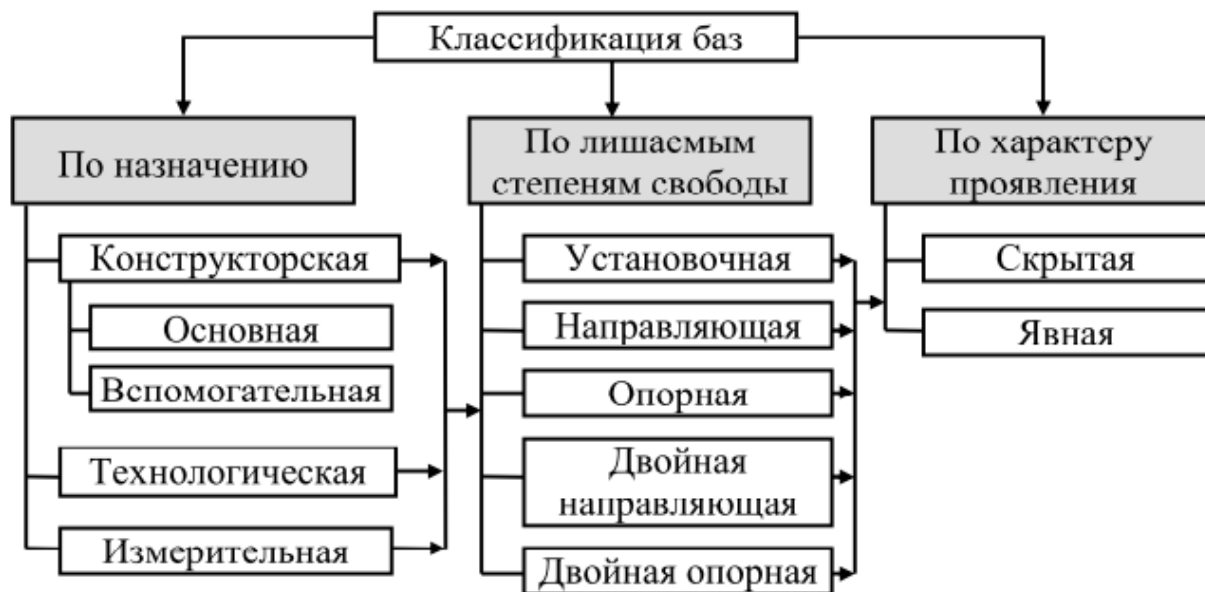 Классификация баз
По назначению
Конструкторская
Основная
Вспомогательная
Технологическая
Измерительная
По лишаемым
степеням свободы
Установочная
Направляющая
Опорная
Двойная
направляющая
Двойная опорная
По характеру
проявления
Скрытая
Явная